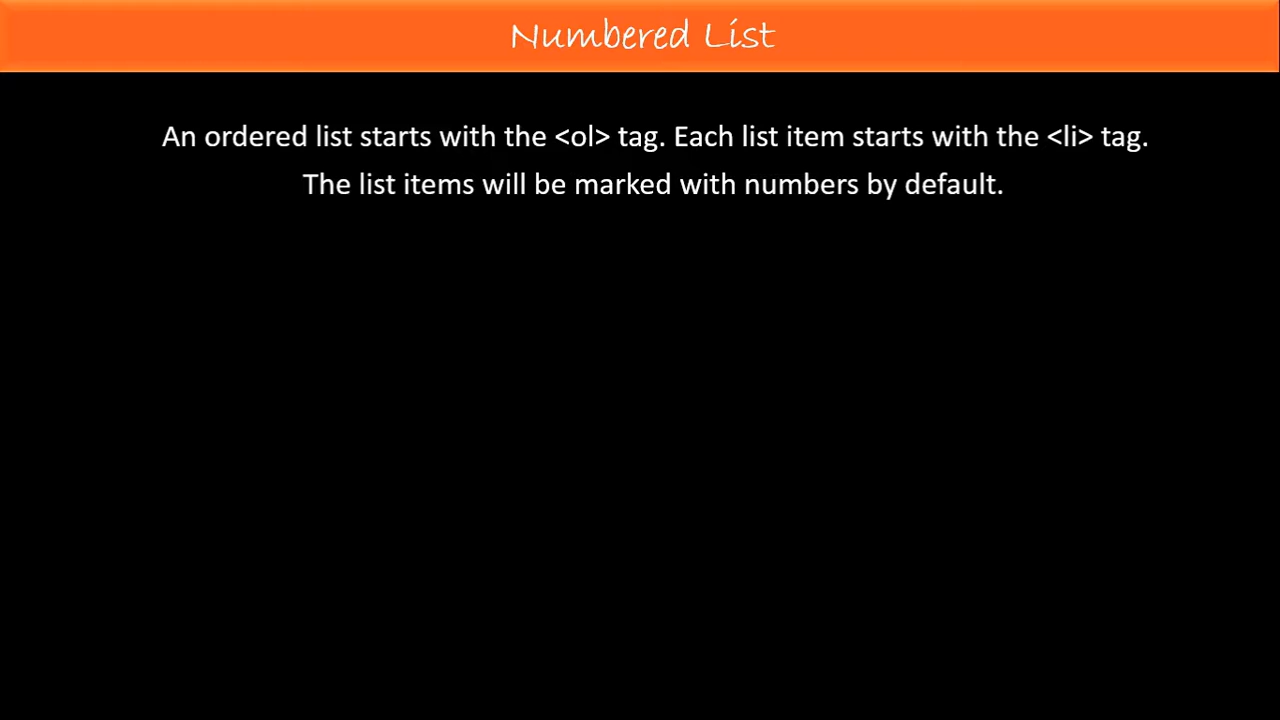 Numbered List
An ordered list starts with the <ol> tag. Each list item starts with the <li> tag.
The list items will be marked with numbers by default.